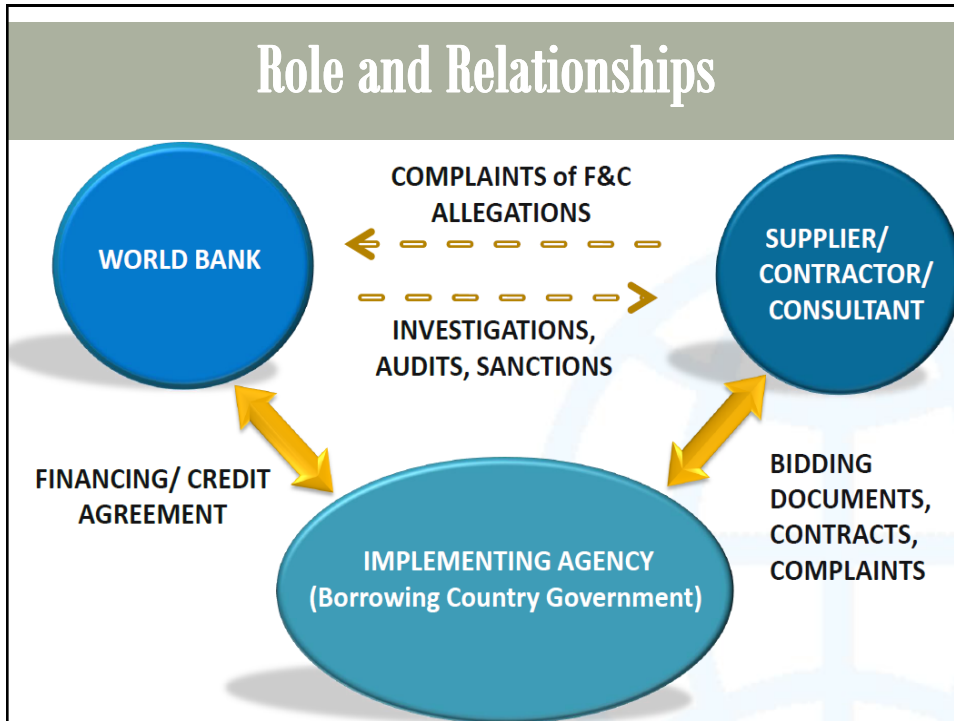 Role and Relationships
COMPLAINTS of F&C
ALLEGATIONS
WORLD BANK
SUPPLIER/
CONTRACTOR/
CONSULTANT
INVESTIGATIONS,
AUDITS, SANCTIONS
FINANCING/ CREDIT
AGREEMENT
BIDDING
DOCUMENTS,
CONTRACTS,
COMPLAINTS
IMPLEMENTING AGENCY
(Borrowing Country Government)